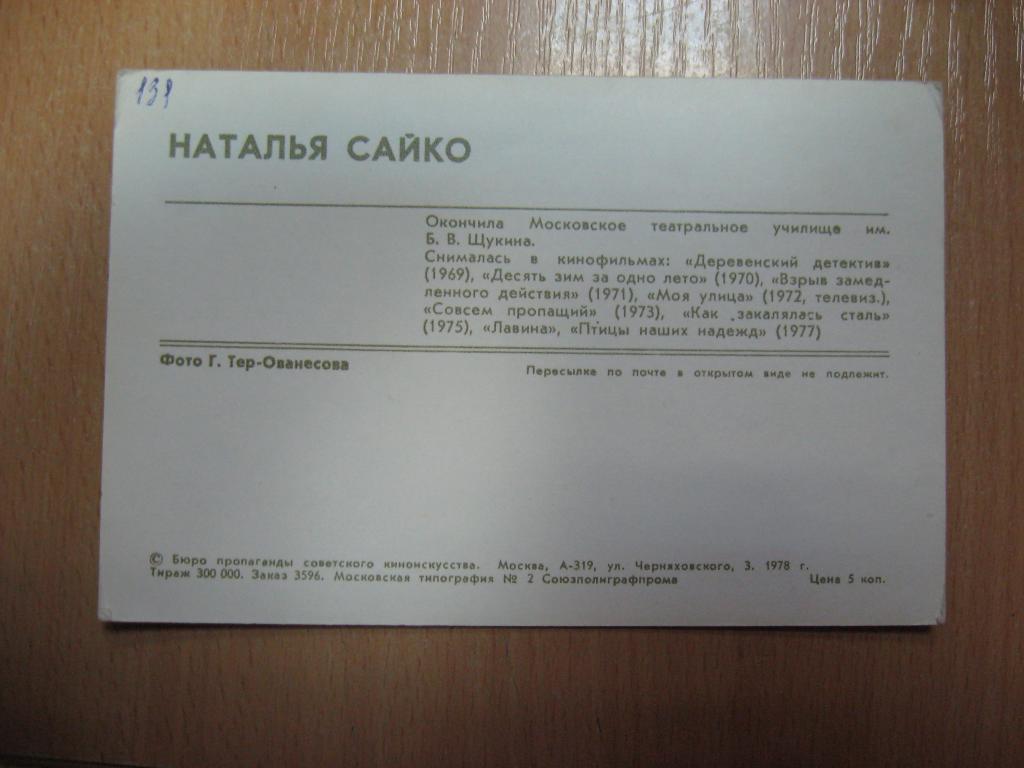 139
НАТАЛЬЯ САЙКО
Окончила Московское театральное училище им.
Б. В. Щукина.
Снималась в кинофильмах: «Деревенский детектив»
(1969), «Десять зим за одно лето» (1970), «Взрыв замед-
ленного действия» (1971), «Моя улица» (1972, телевиз.),
«Совсем пропащий» (1973), «Как закалялась сталь»
(1975), «Лавина», «Птицы наших надежд» (1977)
Фото Г. Тер-Ованесова
Пересылке по почте в открытом виде не подлежит.
© Бюро пропаганды советского киноискусства. Москва, А-319, ул. Черняховского, 3. 1978 г.
Тираж 300 000. Заказ 3596. Московская типография № 2 Союзполиграфпрома Цена 5 коп.